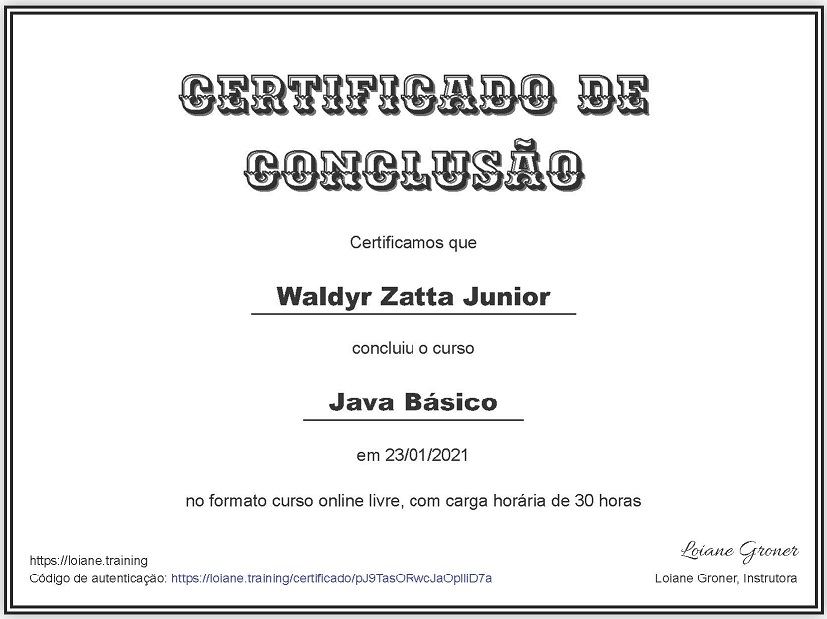 CERTIFICADO DE
CONCLUSÃO
Certificamos que
Waldyr Zatta Junior
concluiu o curso
Java Básico
em 23/01/2021
no formato curso online livre, com carga horária de 30 horas
Loiane Groner
https://loiane.training
Código de autenticação: https://loiane.training/certificado/pJ9TasORwcJaOpIliD7a
Loiane Groner, Instrutora